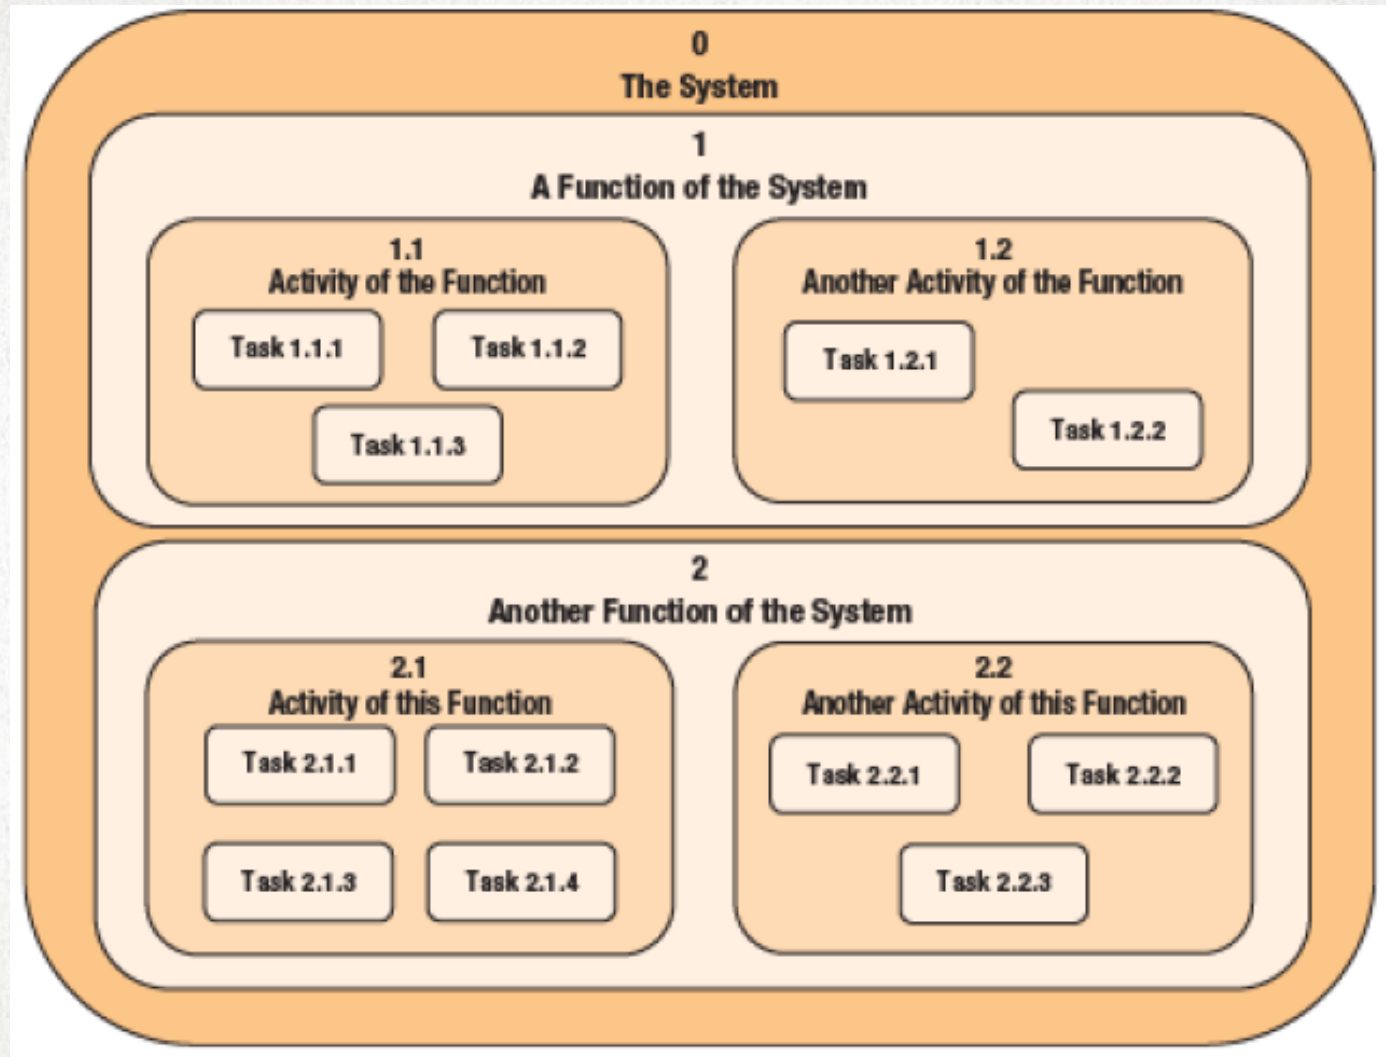 0
The System
1
A Function of the System
1.1
Activity of the Function
Task 1.1.1
Task 1.1.2
Task 1.1.3
1.2
Another Activity of the Function
Task 1.2.1
Task 1.2.2
2
Another Function of the System
2.1
Activity of this Function
Task 2.1.1
Task 2.1.2
Task 2.1.3
Task 2.1.4
2.2
Another Activity of this Function
Task 2.2.1
Task 2.2.2
Task 2.2.3